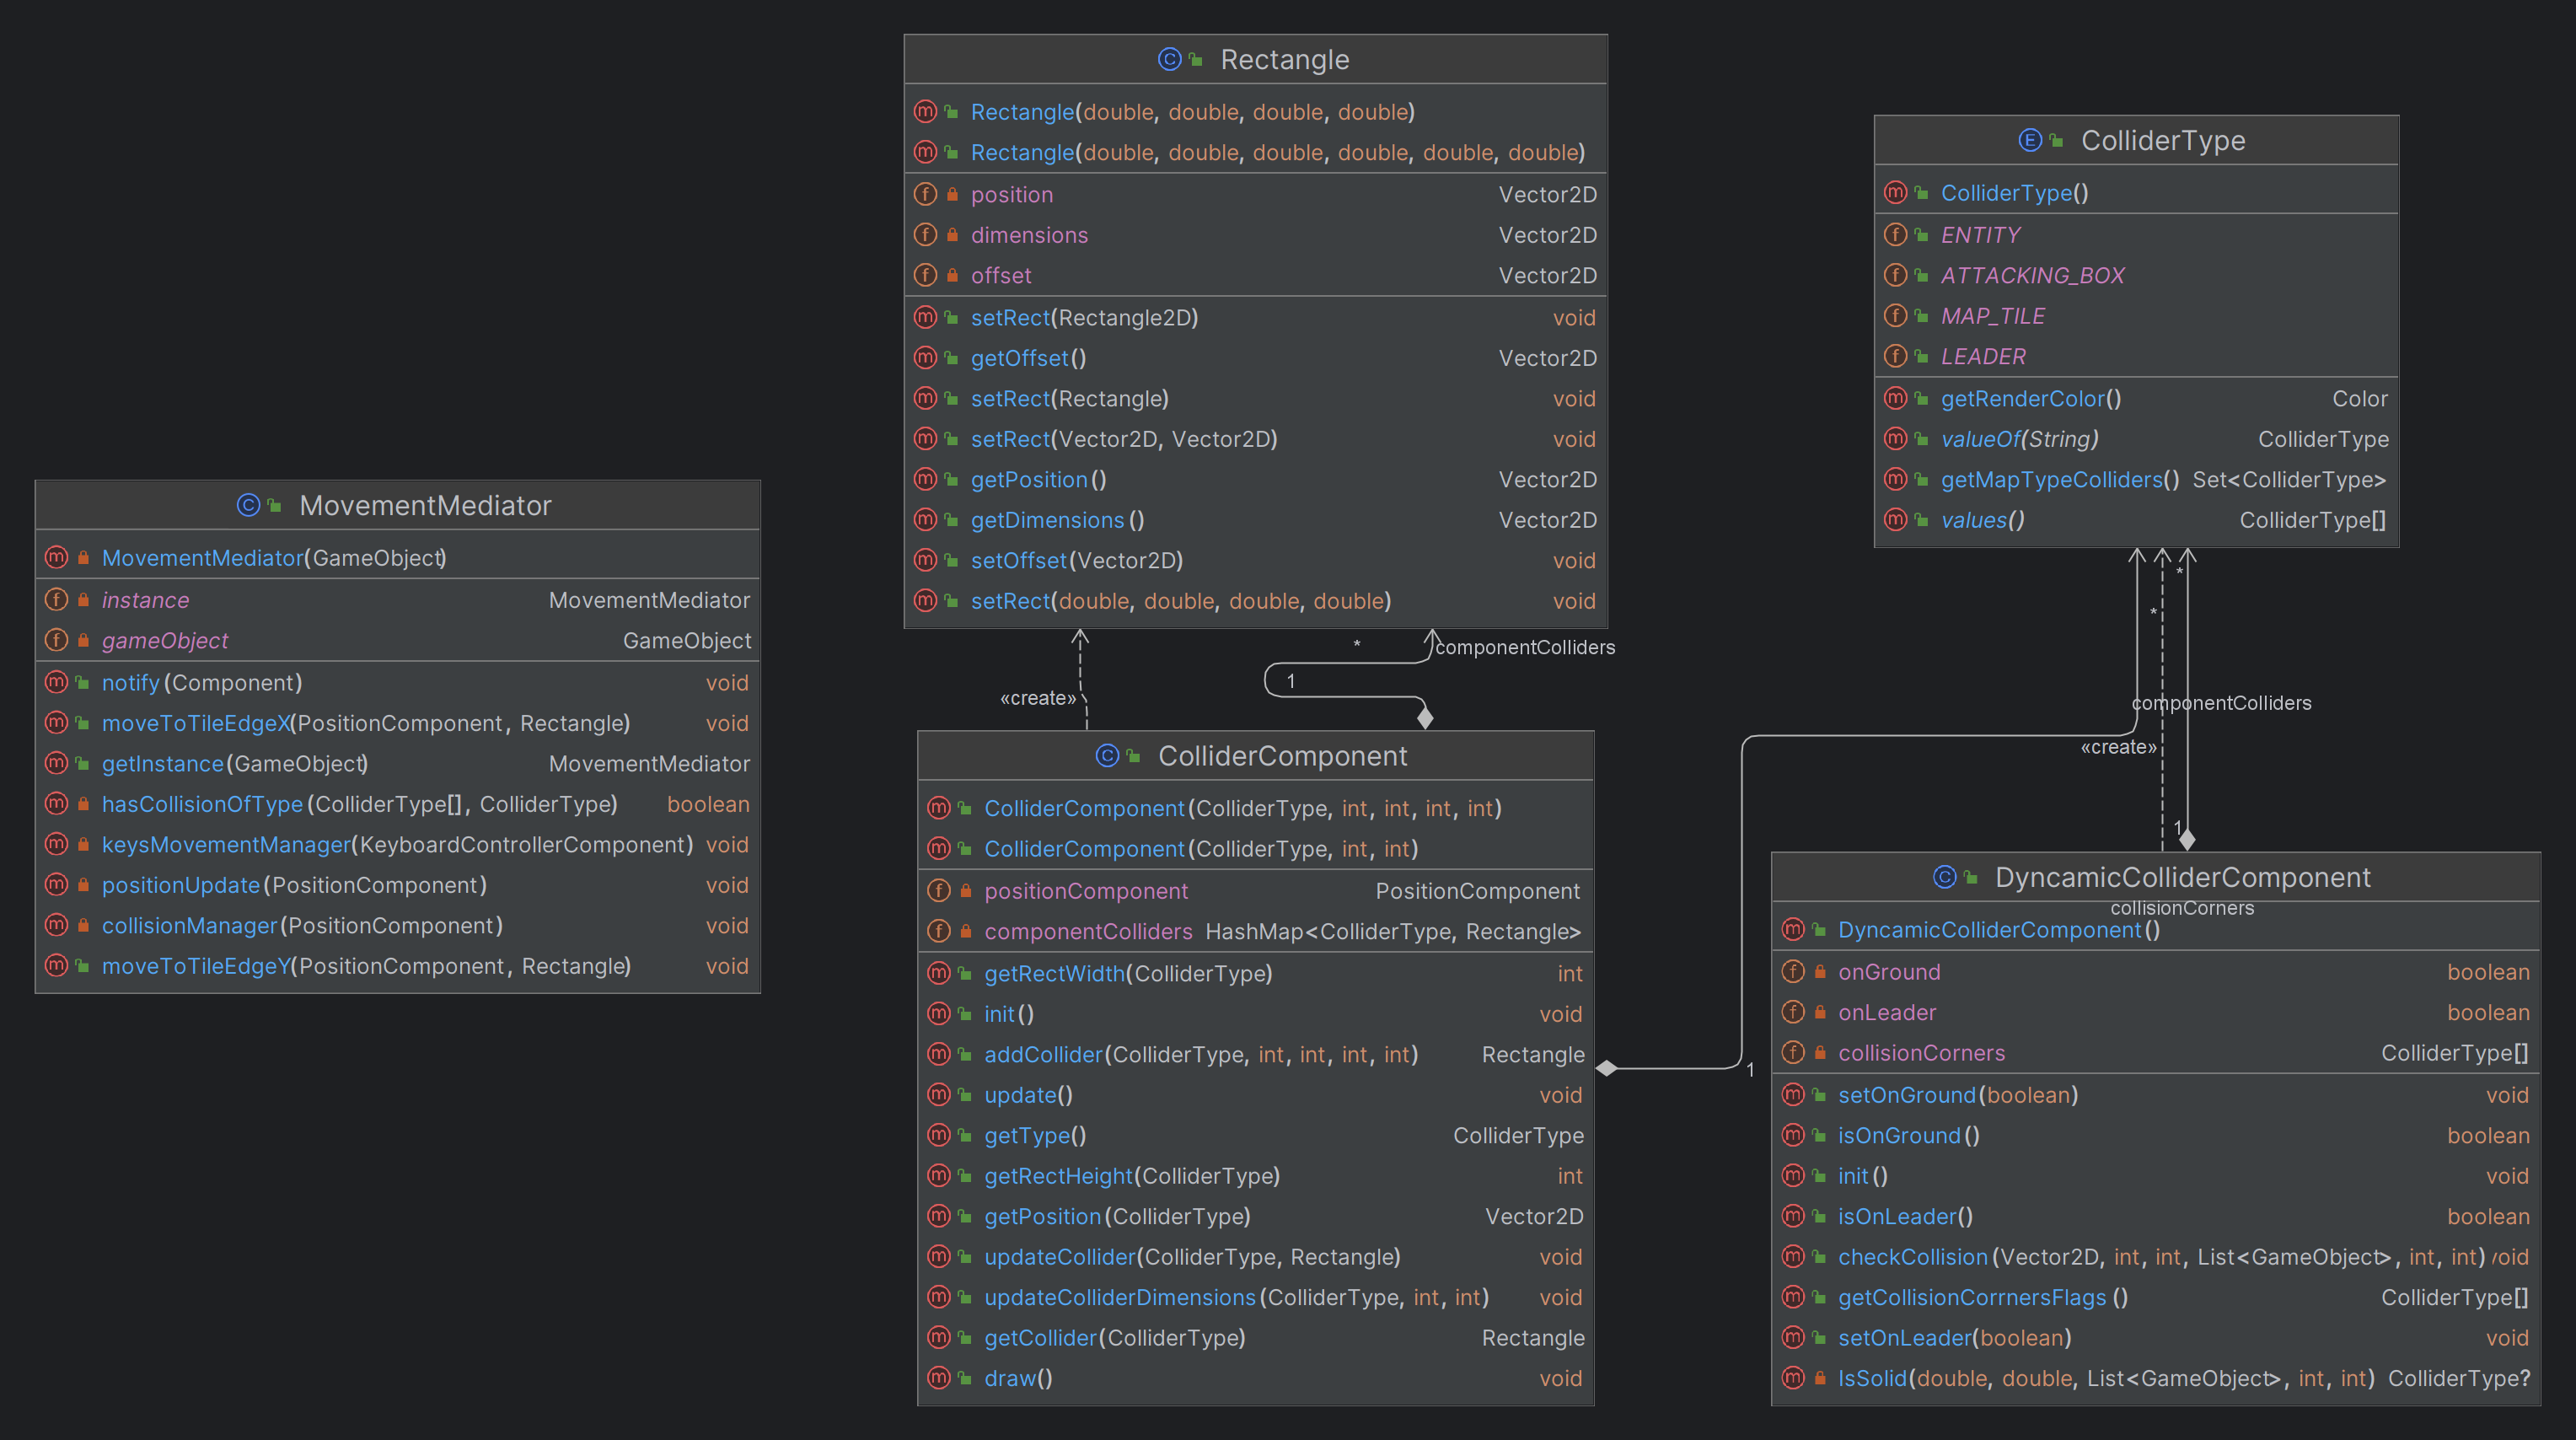 Rectangle
Rectangle(double, double, double, double)
Rectangle(double, double, double, double, double, double)
position Vector2D
dimensions Vector2D
offset Vector2D
setRect(Rectangle2D) void
getOffset() Vector2D
setRect(Rectangle) void
setRect(Vector2D, Vector2D) void
getPosition() Vector2D
getDimensions() Vector2D
setOffset(Vector2D) void
setRect(double, double, double, double) void
ColliderType
ColliderType()
ENTITY
ATTACKING_BOX
MAP_TILE
LEADER
getRenderColor() Color
valueOf(String) ColliderType
getMapTypeColliders() Set<ColliderType>
values() ColliderType[]
MovementMediator
MovementMediator(GameObject)
instance MovementMediator
gameObject GameObject
notify(Component) void
moveToTileEdgeX(PositionComponent, Rectangle) void
getInstance(GameObject) MovementMediator
hasCollisionOfType(ColliderType[], ColliderType) boolean
keysMovementManager(KeyboardControllerComponent) void
positionUpdate(PositionComponent) void
collisionManager(PositionComponent) void
moveToTileEdgeY(PositionComponent, Rectangle) void
*
componentColliders
1
«create»
*
*
componentColliders
«create»
1
1
ColliderComponent
ColliderComponent(ColliderType, int, int, int, int)
ColliderComponent(ColliderType, int, int)
positionComponent PositionComponent
componentColliders HashMap<ColliderType, Rectangle>
getRectWidth(ColliderType) int
init() void
addCollider(ColliderType, int, int, int, int) Rectangle
update() void
getType() ColliderType
getRectHeight(ColliderType) int
getPosition(ColliderType) Vector2D
updateCollider(ColliderType, Rectangle) void
updateColliderDimensions(ColliderType, int, int) void
getCollider(ColliderType) Rectangle
draw() void
DyncamicColliderComponent
collisionCorners
DyncamicColliderComponent()
onGround boolean
onLeader boolean
collisionCorners ColliderType[]
setOnGround(boolean) void
isOnGround() boolean
init() void
isOnLeader() boolean
checkCollision(Vector2D, int, int, List<GameObject>, int, int) void
getCollisionCorrnersFlags() ColliderType[]
setOnLeader(boolean) void
IsSolid(double, double, List<GameObject>, int, int) ColliderType?